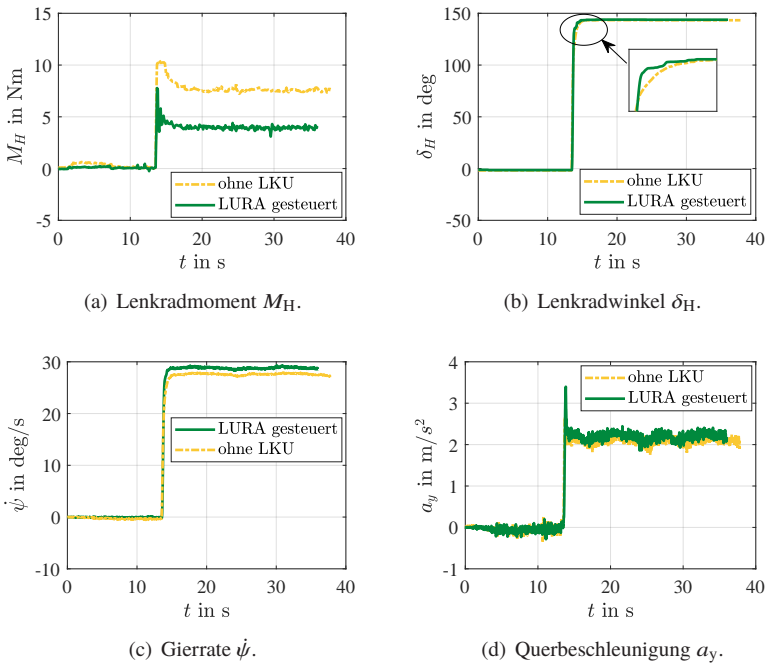 15
10
5
0
-5
M_H in Nm
0 10 20 30 40
t in s
ohne LKU
LURA gesteuert
(a) Lenkradmoment M_H.
150
100
50
0
-50
δ_H in deg
0 10 20 30 40
t in s
ohne LKU
LURA gesteuert
(b) Lenkradwinkel δ_H.
30
20
10
0
-10
ψ̇ in deg/s
0 10 20 30 40
t in s
LURA gesteuert
ohne LKU
(c) Gierrate ψ̇.
4
3
2
1
0
-1
a_y in m/s²
0 10 20 30 40
t in s
ohne LKU
LURA gesteuert
(d) Querbeschleunigung a_y.